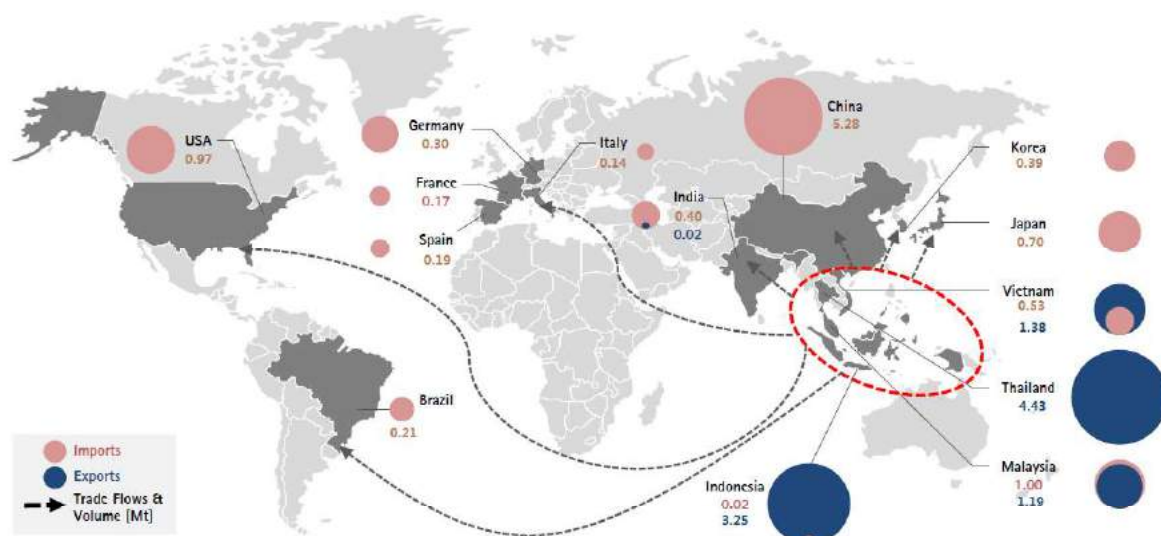 USA
0.97
Germany
0.30
France
0.17
Spain
0.19
Italy
0.14
India
0.40
0.02
China
5.28
Korea
0.39
Japan
0.70
Vietnam
0.53
1.38
Thailand
4.43
Malaysia
1.00
1.19
Indonesia
0.02
3.25
Brazil
0.21
Imports
Exports
Trade Flows &
Volume [Mt]